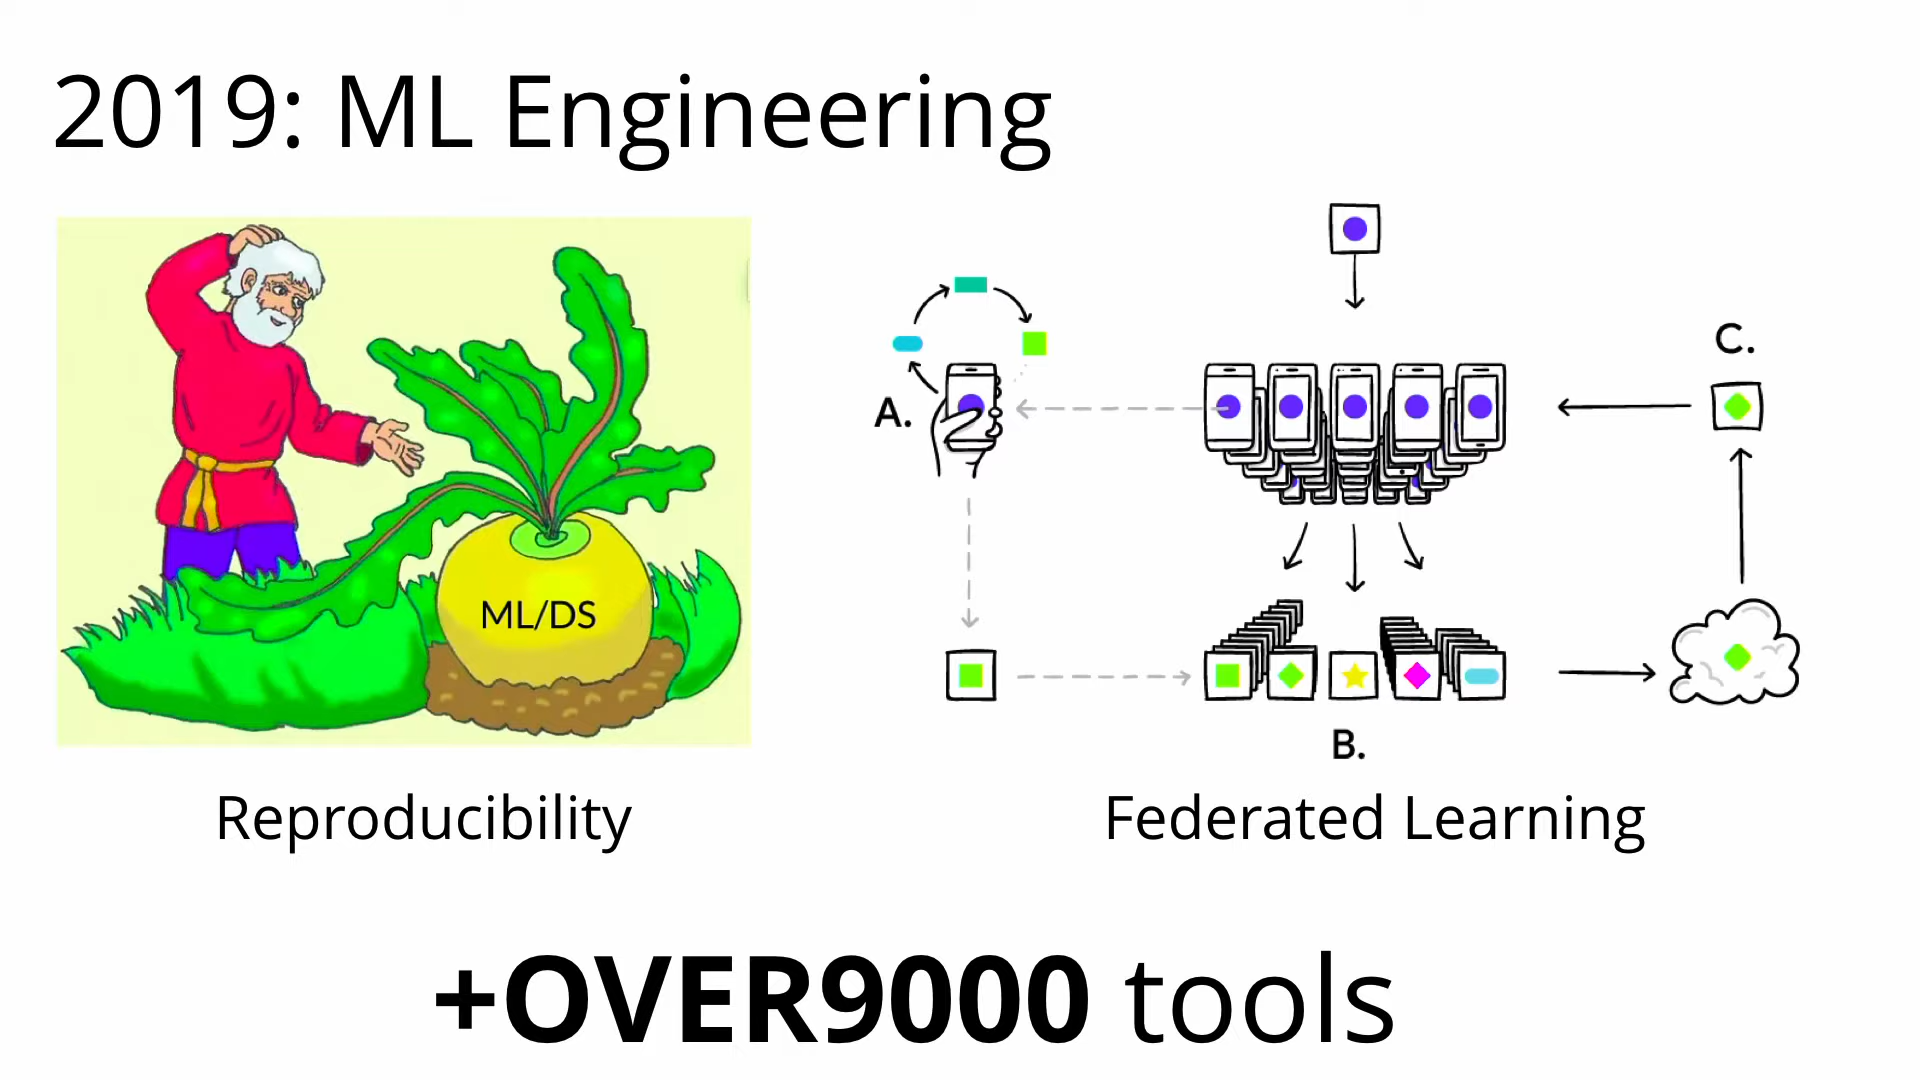 2019: ML Engineering
ML/DS
A.
B.
C.
Reproducibility
Federated Learning
+OVER9000 tools